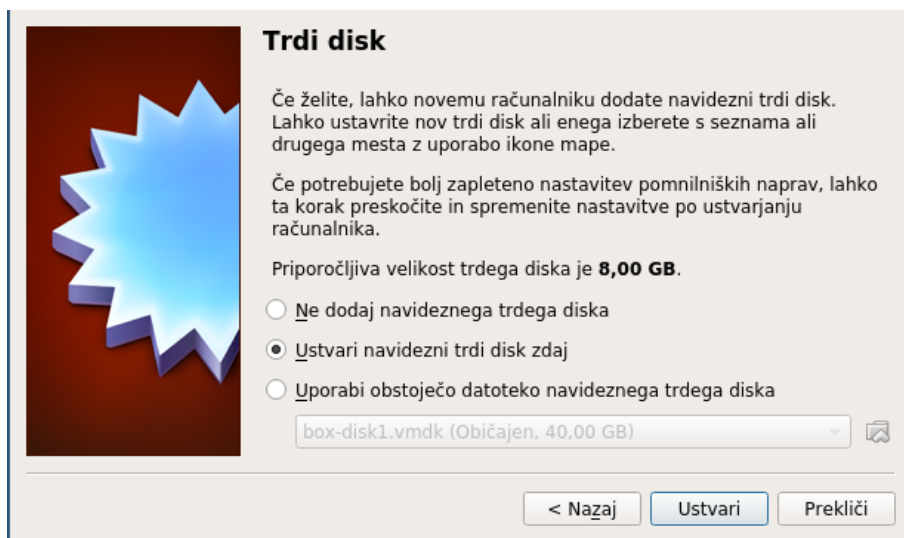 Trdi disk
Če želite, lahko novemu računalniku dodate navidezni trdi disk.
Lahko ustavrite nov trdi disk ali enega izberete s seznama ali
drugega mesta z uporabo ikone mape.
Če potrebujete bolj zapleteno nastavitev pomnilniških naprav, lahko
ta korak preskočite in spremenite nastavitve po ustvarjanju
računalnika.
Priporočljiva velikost trdega diska je 8,00 GB.
Ne dodaj navideznega trdega diska
Ustvari navidezni trdi disk zdaj
Uporabi obstoječo datoteko navideznega trdega diska
box-disk1.vmdk (Običajen, 40,00 GB)
< Nazaj
Ustvari
Prekliči